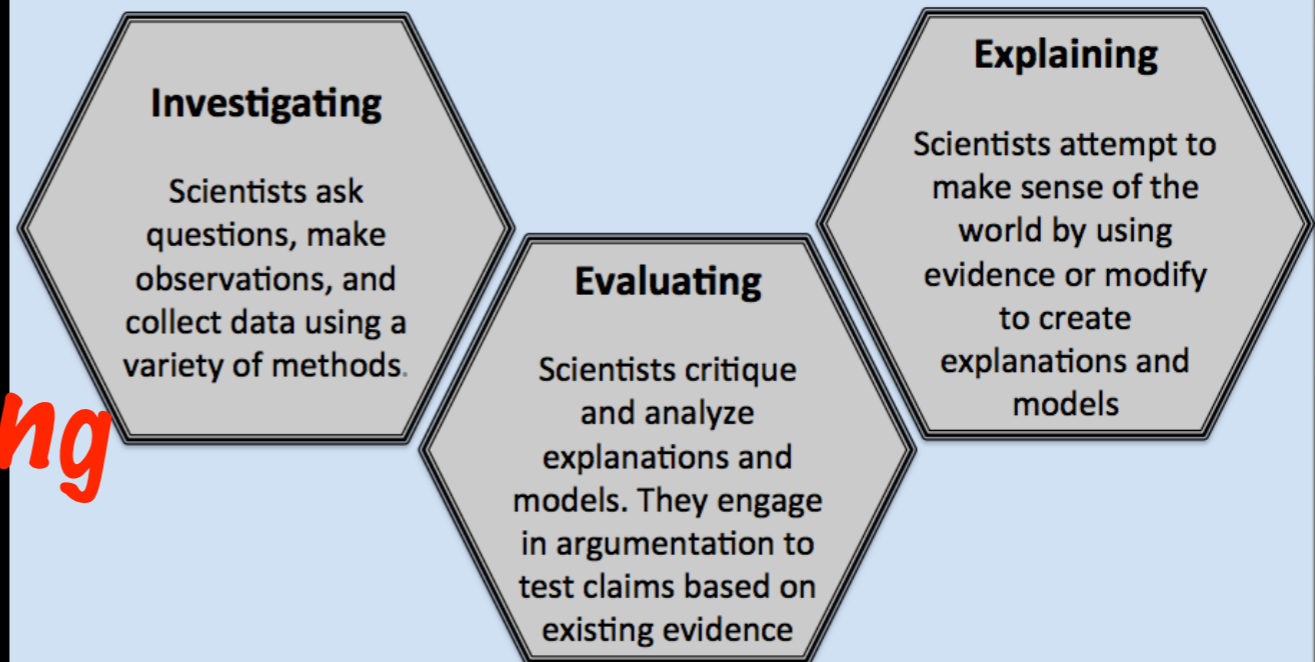 Investigating
Scientists ask
questions, make
observations, and
collect data using a
variety of methods.
Evaluating
Scientists critique
and analyze
explanations and
models. They engage
in argumentation to
test claims based on
existing evidence
Explaining
Scientists attempt to
make sense of the
world by using
evidence or modify
to create
explanations and
models
ng